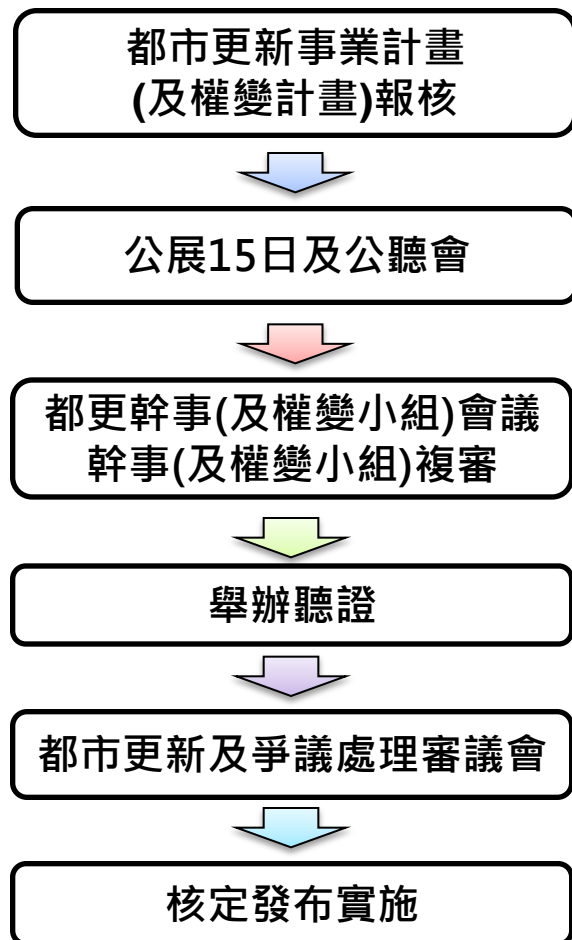 都市更新事業計畫
(及權變計畫)報核
公展15日及公聽會
都更幹事(及權變小組)會議
幹事(及權變小組)複審
舉辦聽證
都市更新及爭議處理審議會
核定發布實施